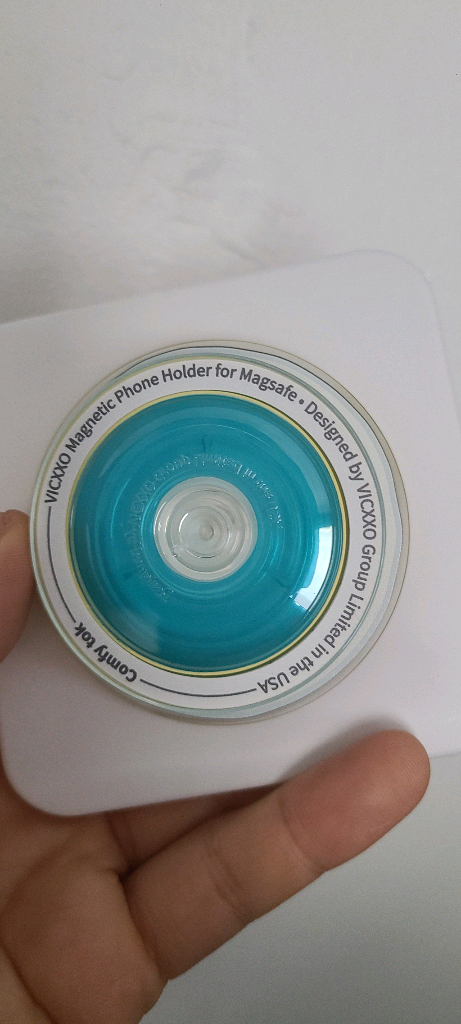 VICXXO Magnetic Phone Holder for Magsafe • Designed by VICXXO Group Limited in the USA
Comfy tok